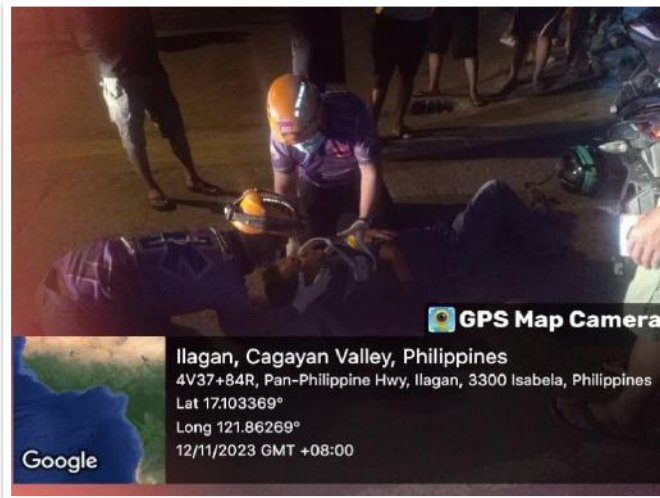 GPS Map Camera
Ilagan, Cagayan Valley, Philippines
4V37+84R, Pan-Philippine Hwy, Ilagan, 3300 Isabela, Philippines
Lat 17.103369°
Long 121.86269°
12/11/2023 GMT +08:00
Google